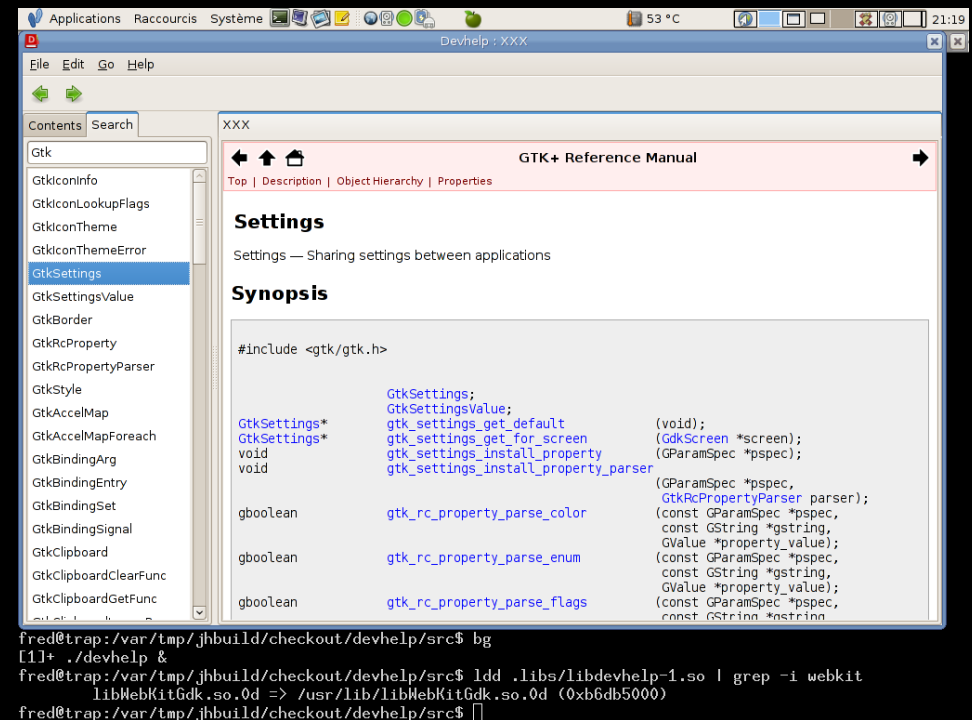 Applications Raccourcis Système 53 °C 21:19
Devhelp : XXX
File Edit Go Help
Contents Search
XXX
Gtk
GtkIconInfo
GtkIconLookupFlags
GtkIconTheme
GtkIconThemeError
GtkSettings
GtkSettingsValue
GtkBorder
GtkRcProperty
GtkRcPropertyParser
GtkStyle
GtkAccelMap
GtkAccelMapForeach
GtkBindingArg
GtkBindingEntry
GtkBindingSet
GtkBindingSignal
GtkClipboard
GtkClipboardClearFunc
GtkClipboardGetFunc
GTK+ Reference Manual
Top | Description | Object Hierarchy | Properties
Settings
Settings — Sharing settings between applications
Synopsis
#include <gtk/gtk.h>
GtkSettings;
GtkSettingsValue;
GtkSettings* gtk_settings_get_default (void);
GtkSettings* gtk_settings_get_for_screen (GdkScreen *screen);
void gtk_settings_install_property (GParamSpec *pspec);
void gtk_settings_install_property_parser
(GParamSpec *pspec,
GtkRcPropertyParser parser);
gboolean gtk_rc_property_parse_color (const GParamSpec *pspec,
const GString *gstring,
GValue *property_value);
gboolean gtk_rc_property_parse_enum (const GParamSpec *pspec,
const GString *gstring,
GValue *property_value);
gboolean gtk_rc_property_parse_flags (const GParamSpec *pspec,
const GString *gstring,
fred@trap:/var/tmp/jhbuild/checkout/devhelp/src$ bg
[1]+ ./devhelp &
fred@trap:/var/tmp/jhbuild/checkout/devhelp/src$ ldd .libs/libdevhelp-1.so | grep -i webkit
libWebKitGdk.so.0d => /usr/lib/libWebKitGdk.so.0d (0xb6db5000)
fred@trap:/var/tmp/jhbuild/checkout/devhelp/src$